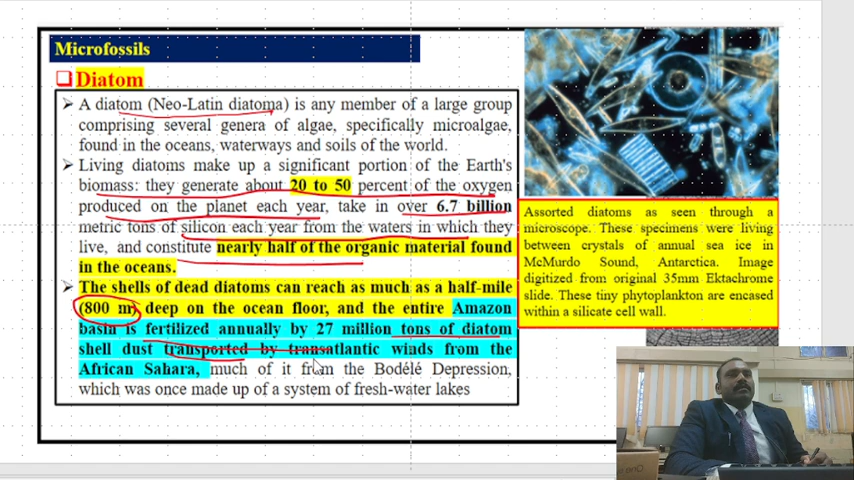 Microfossils
Diatom
A diatom (Neo-Latin diatoma) is any member of a large group
comprising several genera of algae, specifically microalgae,
found in the oceans, waterways and soils of the world.
Living diatoms make up a significant portion of the Earth's
biomass: they generate about 20 to 50 percent of the oxygen
produced on the planet each year, take in over 6.7 billion
metric tons of silicon each year from the waters in which they
live, and constitute nearly half of the organic material found
in the oceans.
The shells of dead diatoms can reach as much as a half-mile
(800 m) deep on the ocean floor, and the entire Amazon
basin is fertilized annually by 27 million tons of diatom
shell dust transported by transatlantic winds from the
African Sahara, much of it from the Bodélé Depression,
which was once made up of a system of fresh-water lakes
Assorted diatoms as seen through a
microscope. These specimens were living
between crystals of annual sea ice in
McMurdo Sound, Antarctica. Image
digitized from original 35mm Ektachrome
slide. These tiny phytoplankton are encased
within a silicate cell wall.